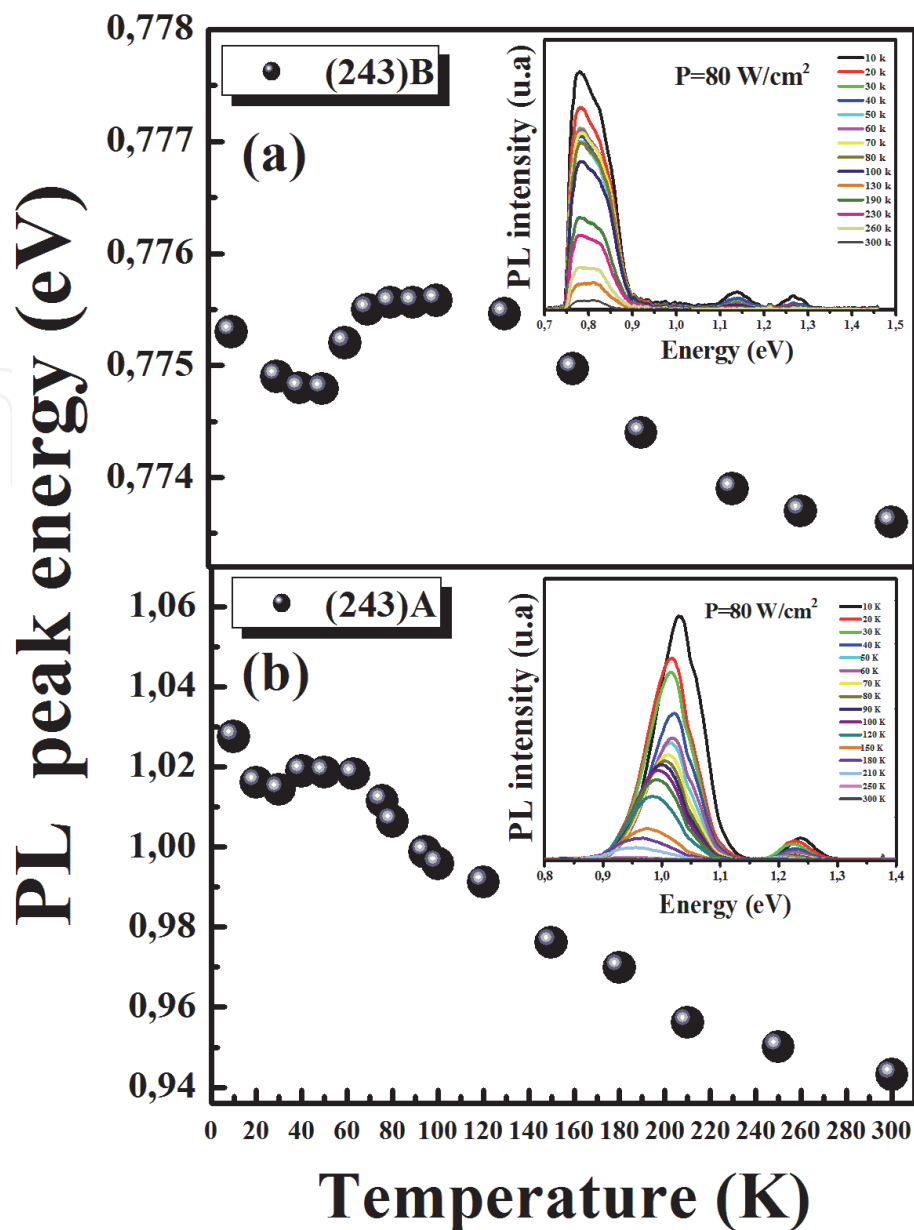 PL peak energy (eV)
0,778
0,777
0,776
0,775
0,774
(243)B
(a)
PL intensity (u.a)
P=80 W/cm²
10 k
20 k
30 k
40 k
50 k
60 k
70 k
80 k
100 k
130 k
190 k
230 k
260 k
300 k
0,7 0,8 0,9 1,0 1,1 1,2 1,3 1,4 1,5
Energy (eV)
1,06
1,04
1,02
1,00
0,98
0,96
0,94
(243)A
(b)
PL intensity (u.a)
P=80 W/cm²
10 K
20 K
30 K
40 K
50 K
60 K
70 K
80 K
90 K
100 K
120 K
150 K
180 K
210 K
250 K
300 K
0,8 0,9 1,0 1,1 1,2 1,3 1,4
Energy (eV)
0 20 40 60 80 100 120 140 160 180 200 220 240 260 280 300
Temperature (K)